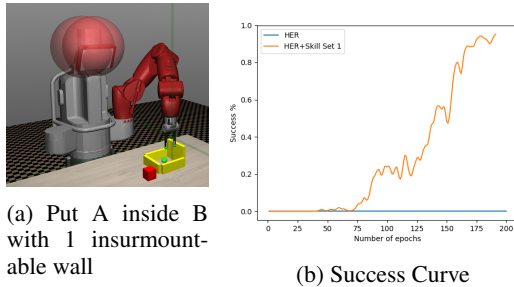 (a) Put A inside B
with 1 insurmount-
able wall
HER
HER+Skill Set 1
Success %
1.0
0.8
0.6
0.4
0.2
0.0
0
25
50
75
100
125
150
175
200
Number of epochs
(b) Success Curve